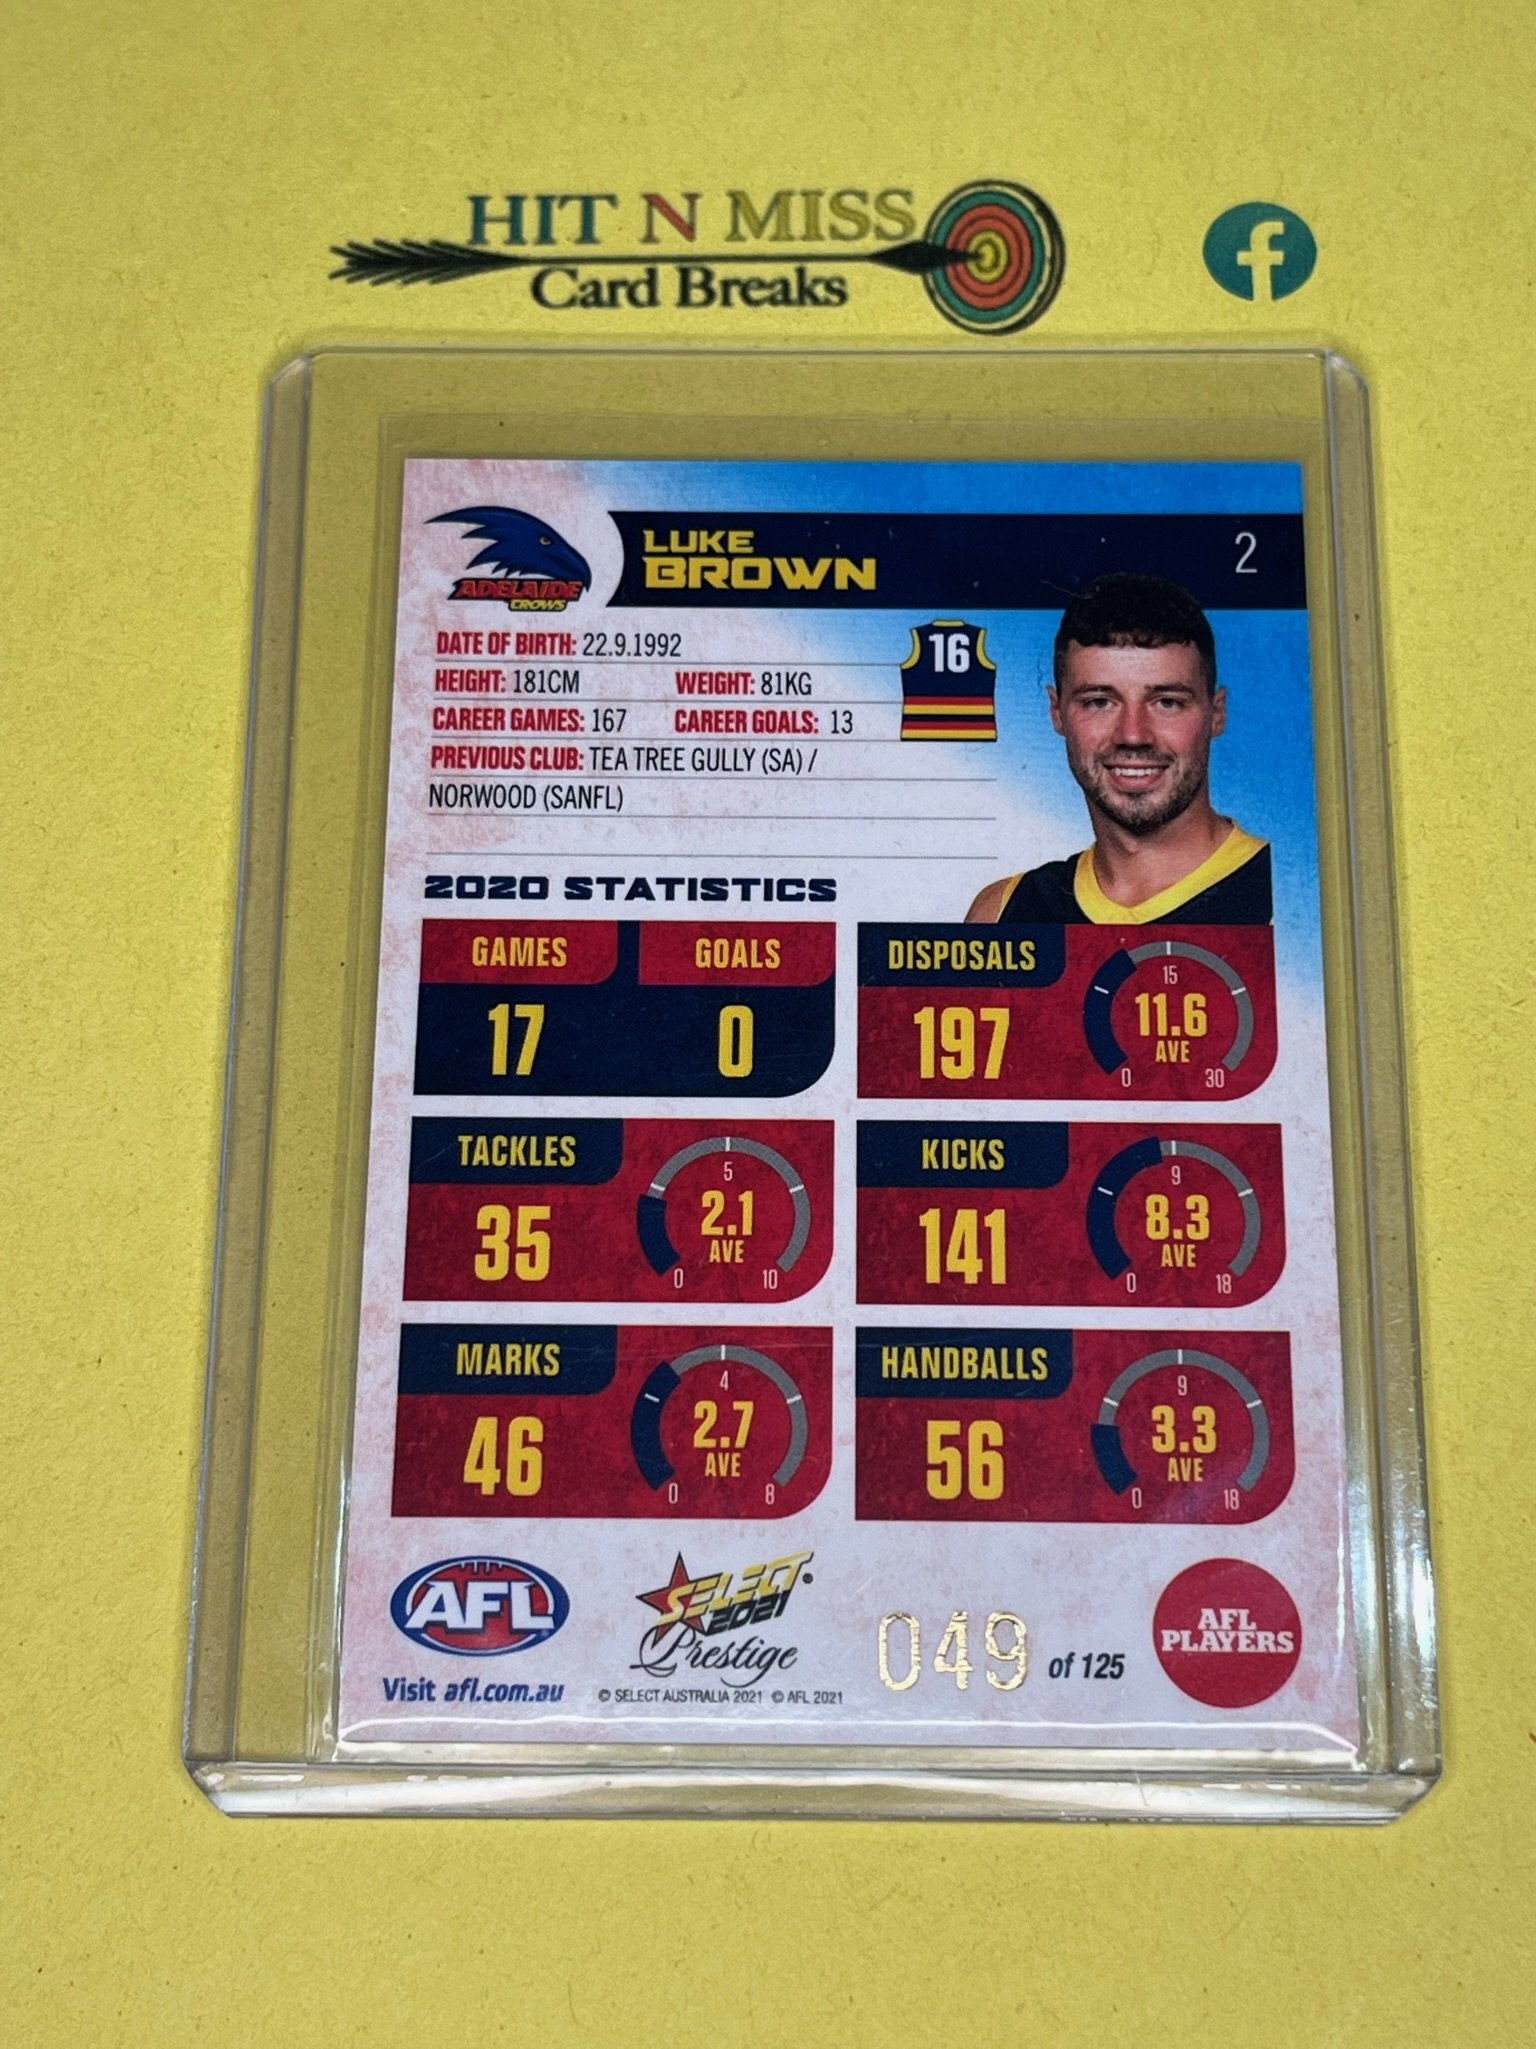 HIT N MISS
Card Breaks
f
ADELAIDE
CROWS
LUKE
BROWN
2
DATE OF BIRTH: 22.9.1992
16
HEIGHT: 181CM WEIGHT: 81KG
CAREER GAMES: 167 CAREER GOALS: 13
PREVIOUS CLUB: TEA TREE GULLY (SA) /
NORWOOD (SANFL)
2020 STATISTICS
GAMES
17
GOALS
0
DISPOSALS
197
15
11.6
AVE
0 30
TACKLES
35
5
2.1
AVE
0 10
KICKS
141
9
8.3
AVE
0 18
MARKS
46
4
2.7
AVE
0 8
HANDBALLS
56
9
3.3
AVE
0 18
AFL
Visit afl.com.au
SELECT®
2021
Prestige
© SELECT AUSTRALIA 2021 © AFL 2021
049 of 125
AFL
PLAYERS